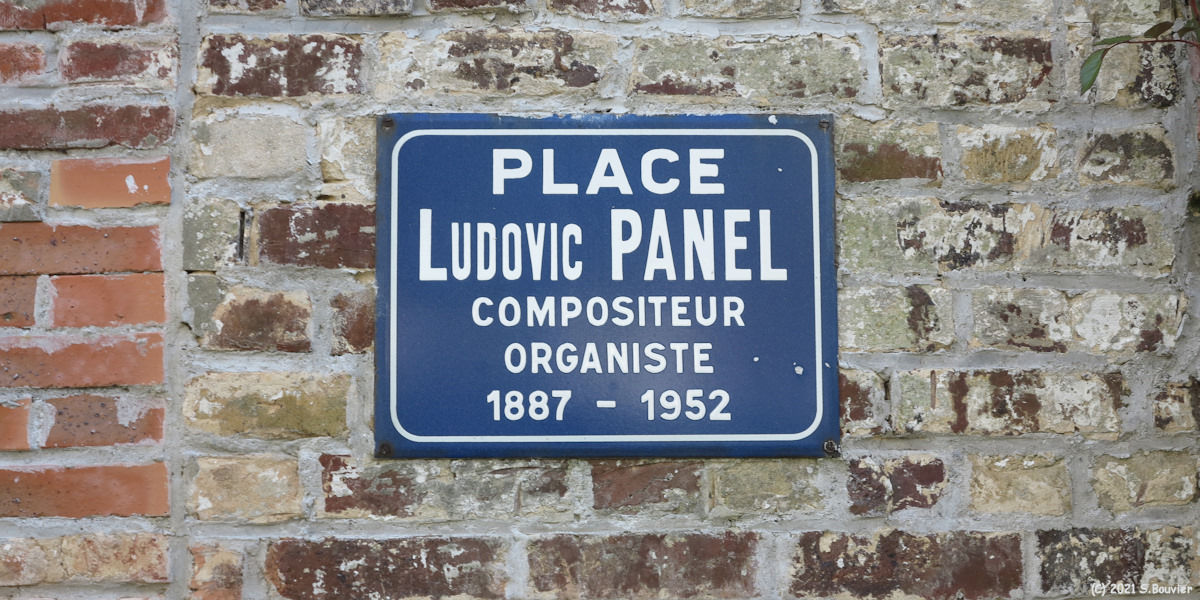 PLACE
LUDOVIC PANEL
COMPOSITEUR
ORGANISTE
1887 - 1952
(c) 2021 S.Bouvier